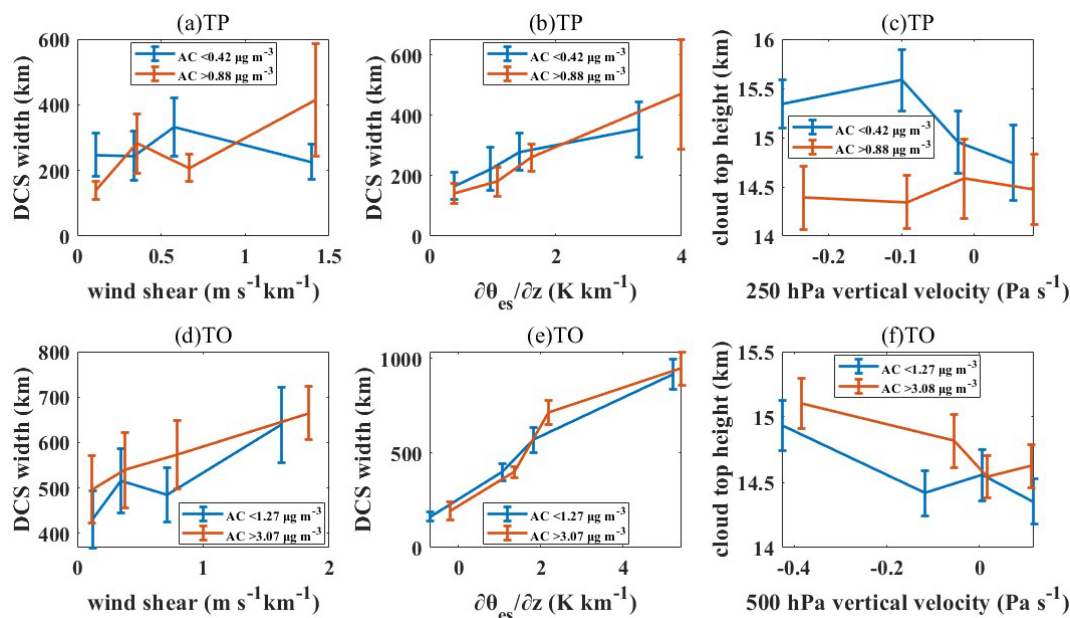 (a)TP
DCS width (km)
600
400
200
0
AC <0.42 μg m⁻³
AC >0.88 μg m⁻³
0
0.5
1
1.5
wind shear (m s⁻¹km⁻¹)
(b)TP
DCS width (km)
600
400
200
0
AC <0.42 μg m⁻³
AC >0.88 μg m⁻³
0
2
4
∂θes/∂z (K km⁻¹)
(c)TP
cloud top height (km)
16
15.5
15
14.5
14
AC <0.42 μg m⁻³
AC >0.88 μg m⁻³
-0.2
-0.1
0
250 hPa vertical velocity (Pa s⁻¹)
(d)TO
DCS width (km)
800
700
600
500
400
AC <1.27 μg m⁻³
AC >3.07 μg m⁻³
0
1
2
wind shear (m s⁻¹km⁻¹)
(e)TO
DCS width (km)
1000
500
0
AC <1.27 μg m⁻³
AC >3.07 μg m⁻³
0
2
4
∂θes/∂z (K km⁻¹)
(f)TO
cloud top height (km)
15.5
15
14.5
14
AC <1.27 μg m⁻³
AC >3.08 μg m⁻³
-0.4
-0.2
0
500 hPa vertical velocity (Pa s⁻¹)